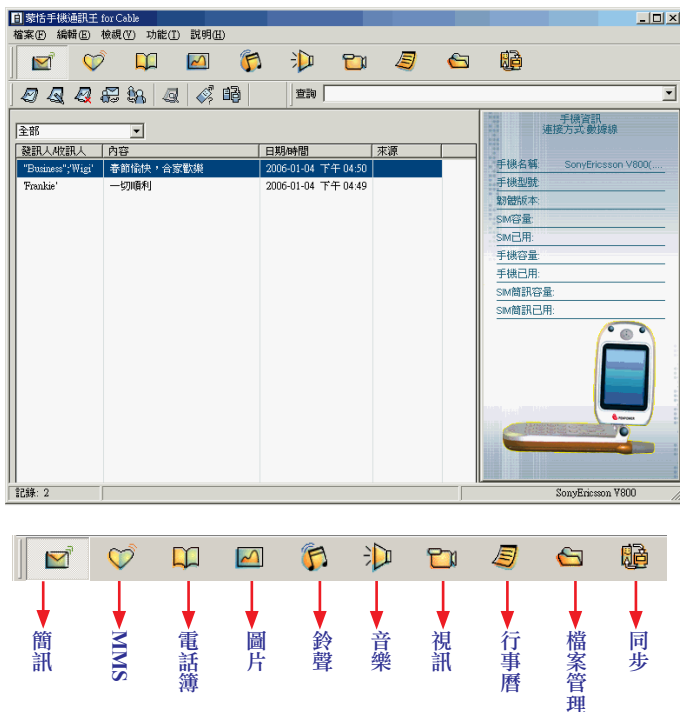 蒙恬手機通訊王 for Cable
檔案(F) 編輯(E) 檢視(V) 功能(T) 說明(H)
查詢
全部
發訊人/收訊人 內容 日期/時間 來源
"Business";'Wigi' 春節愉快，合家歡樂 2006-01-04 下午 04:50
'Frankie' 一切順利 2006-01-04 下午 04:49
手機資訊
連接方式:數據線
手機名稱: SonyEricsson V800(....
手機型號:
韌體版本:
SIM容量:
SIM已用:
手機容量:
手機已用:
SIM簡訊容量:
SIM簡訊已用:
PENPOWER
記錄: 2
SonyEricsson V800
簡訊
MMS
電話簿
圖片
鈴聲
音樂
視訊
行事曆
檔案管理
同步